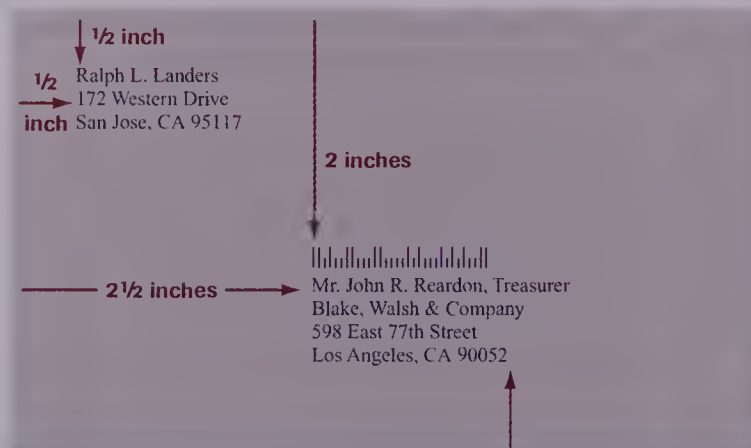 ½ inch
½
inch
Ralph L. Landers
172 Western Drive
San Jose, CA 95117
2 inches
2½ inches
Mr. John R. Reardon, Treasurer
Blake, Walsh & Company
598 East 77th Street
Los Angeles, CA 90052